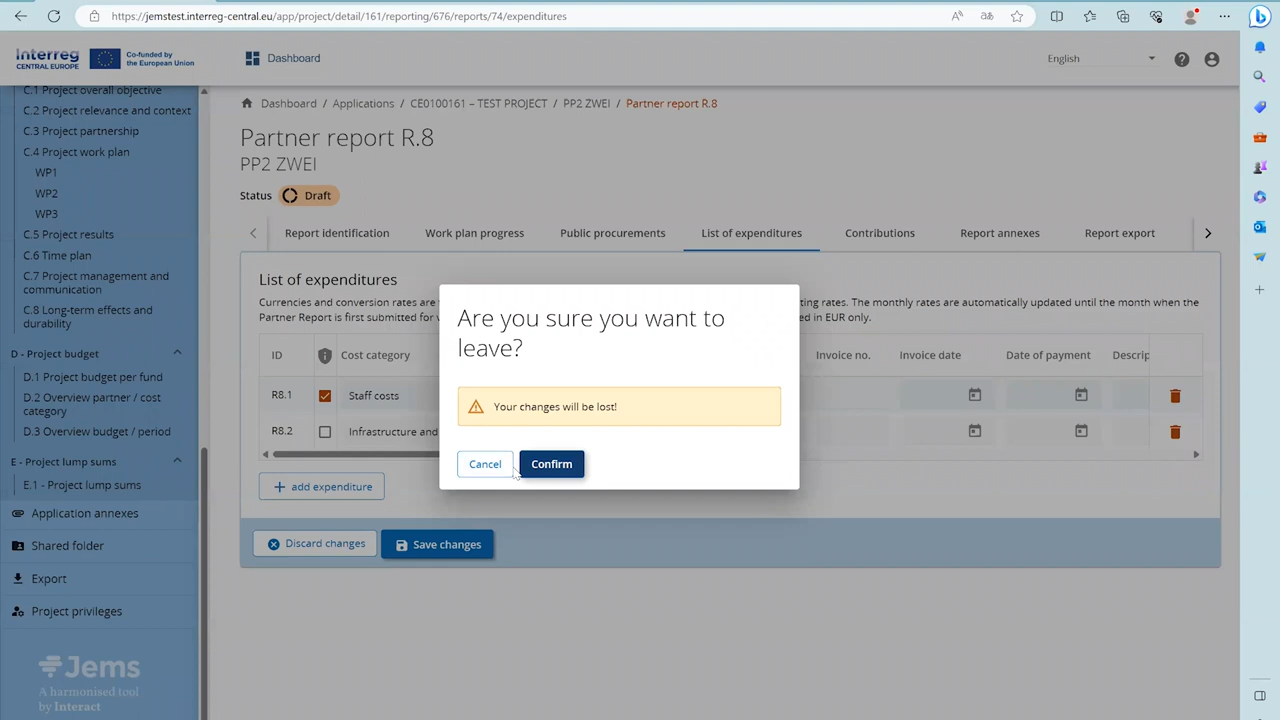 https://jemstest.interreg-central.eu/app/project/detail/161/reporting/676/reports/74/expenditures
Interreg
CENTRAL EUROPE
Co-funded by
the European Union
Dashboard
English
C.1 Project overall objective
C.2 Project relevance and context
C.3 Project partnership
C.4 Project work plan
WP1
WP2
WP3
C.5 Project results
C.6 Time plan
C.7 Project management and
communication
C.8 Long-term effects and
durability
D - Project budget
D.1 Project budget per fund
D.2 Overview partner / cost
category
D.3 Overview budget / period
E - Project lump sums
E.1 - Project lump sums
Application annexes
Shared folder
Export
Project privileges
Jems
A harmonised tool
by Interact
Dashboard / Applications / CE0100161 – TEST PROJECT / PP2 ZWEI / Partner report R.8
Partner report R.8
PP2 ZWEI
Status Draft
Report identification Work plan progress Public procurements List of expenditures Contributions Report annexes Report export
List of expenditures
Currencies and conversion rates are ting rates. The monthly rates are automatically updated until the month when the
Partner Report is first submitted for v d in EUR only.
ID Cost category Invoice no. Invoice date Date of payment Descrip
R8.1 Staff costs
R8.2 Infrastructure and
add expenditure
Discard changes Save changes
Are you sure you want to
leave?
Your changes will be lost!
Cancel Confirm